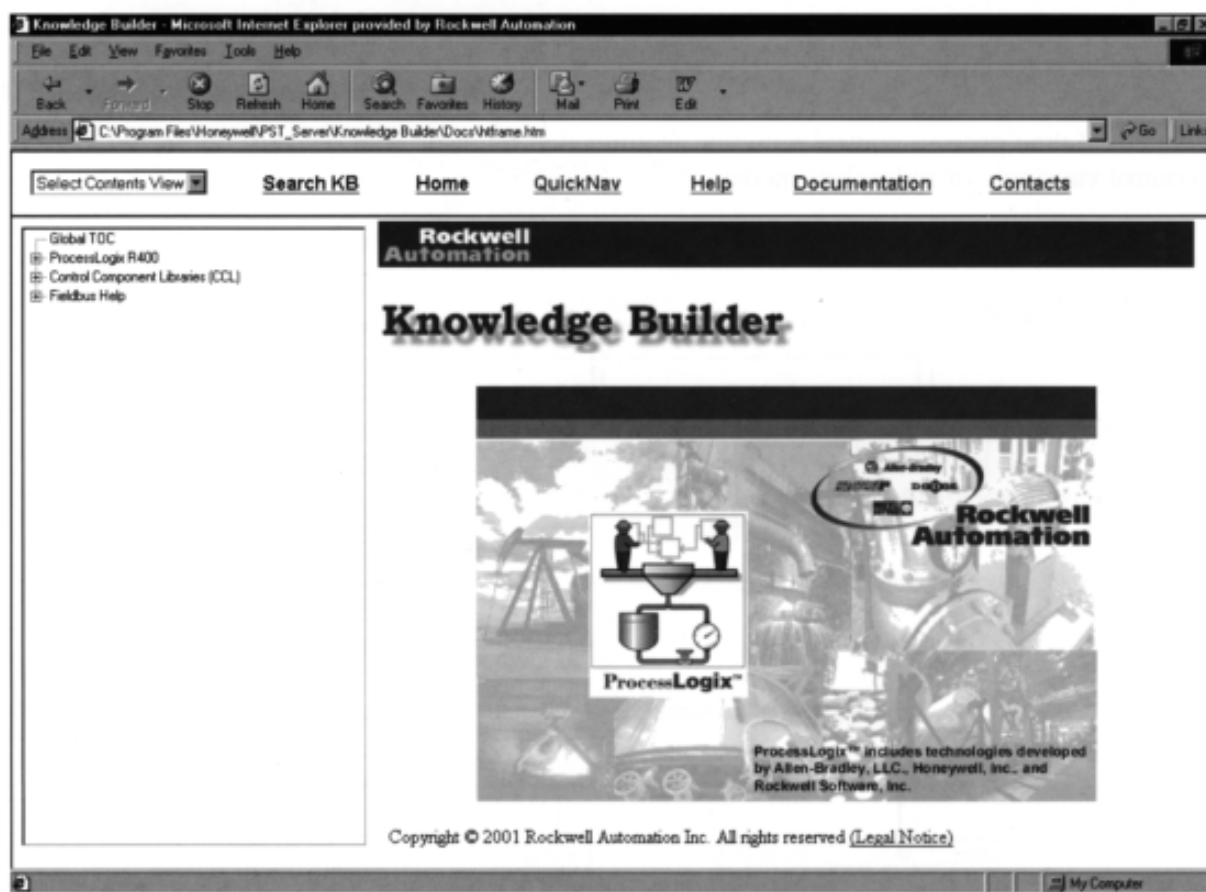 Knowledge Builder - Microsoft Internet Explorer provided by Rockwell Automation
File Edit View Favorites Tools Help
Back Forward Stop Refresh Home Search Favorites History Mail Print Edit
Address C:\Program Files\Honeywell\PST_Server\Knowledge Builder\Docs\htframe.htm Go Links
Select Contents View Search KB Home QuickNav Help Documentation Contacts
Global TOC
ProcessLogix R400
Control Component Libraries (CCL)
Fieldbus Help
Rockwell
Automation
Knowledge Builder
Allen-Bradley
DODGE
Rockwell
Automation
ProcessLogix™
ProcessLogix™ includes technologies developed
by Allen-Bradley, LLC., Honeywell, Inc., and
Rockwell Software, Inc.
Copyright © 2001 Rockwell Automation Inc. All rights reserved (Legal Notice)
My Computer